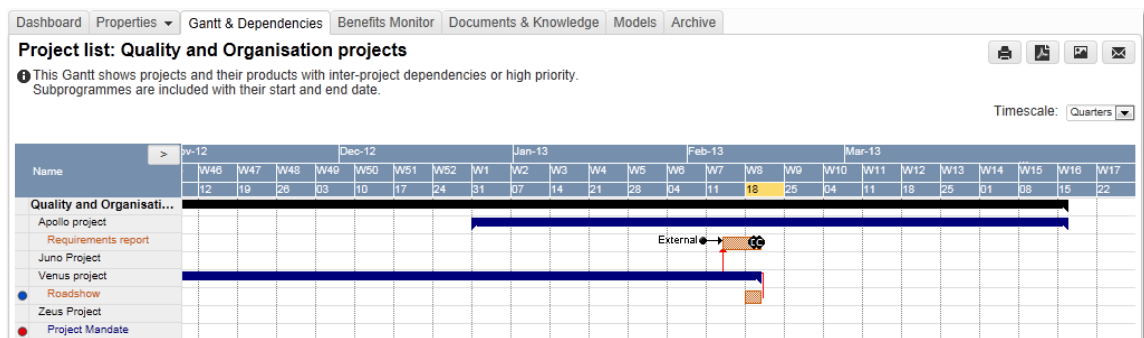 Dashboard Properties Gantt & Dependencies Benefits Monitor Documents & Knowledge Models Archive
Project list: Quality and Organisation projects
This Gantt shows projects and their products with inter-project dependencies or high priority.
Subprogrammes are included with their start and end date.
Timescale: Quarters
> ov-12 Dec-12 Jan-13 Feb-13 Mar-13 ...
Name W46 W47 W48 W49 W50 W51 W52 W1 W2 W3 W4 W5 W6 W7 W8 W9 W10 W11 W12 W13 W14 W15 W16 W17
12 19 26 03 10 17 24 31 07 14 21 28 04 11 18 25 04 11 18 25 01 08 15 22
Quality and Organisati...
Apollo project
Requirements report External
Juno Project
Venus project
Roadshow
Zeus Project
Project Mandate